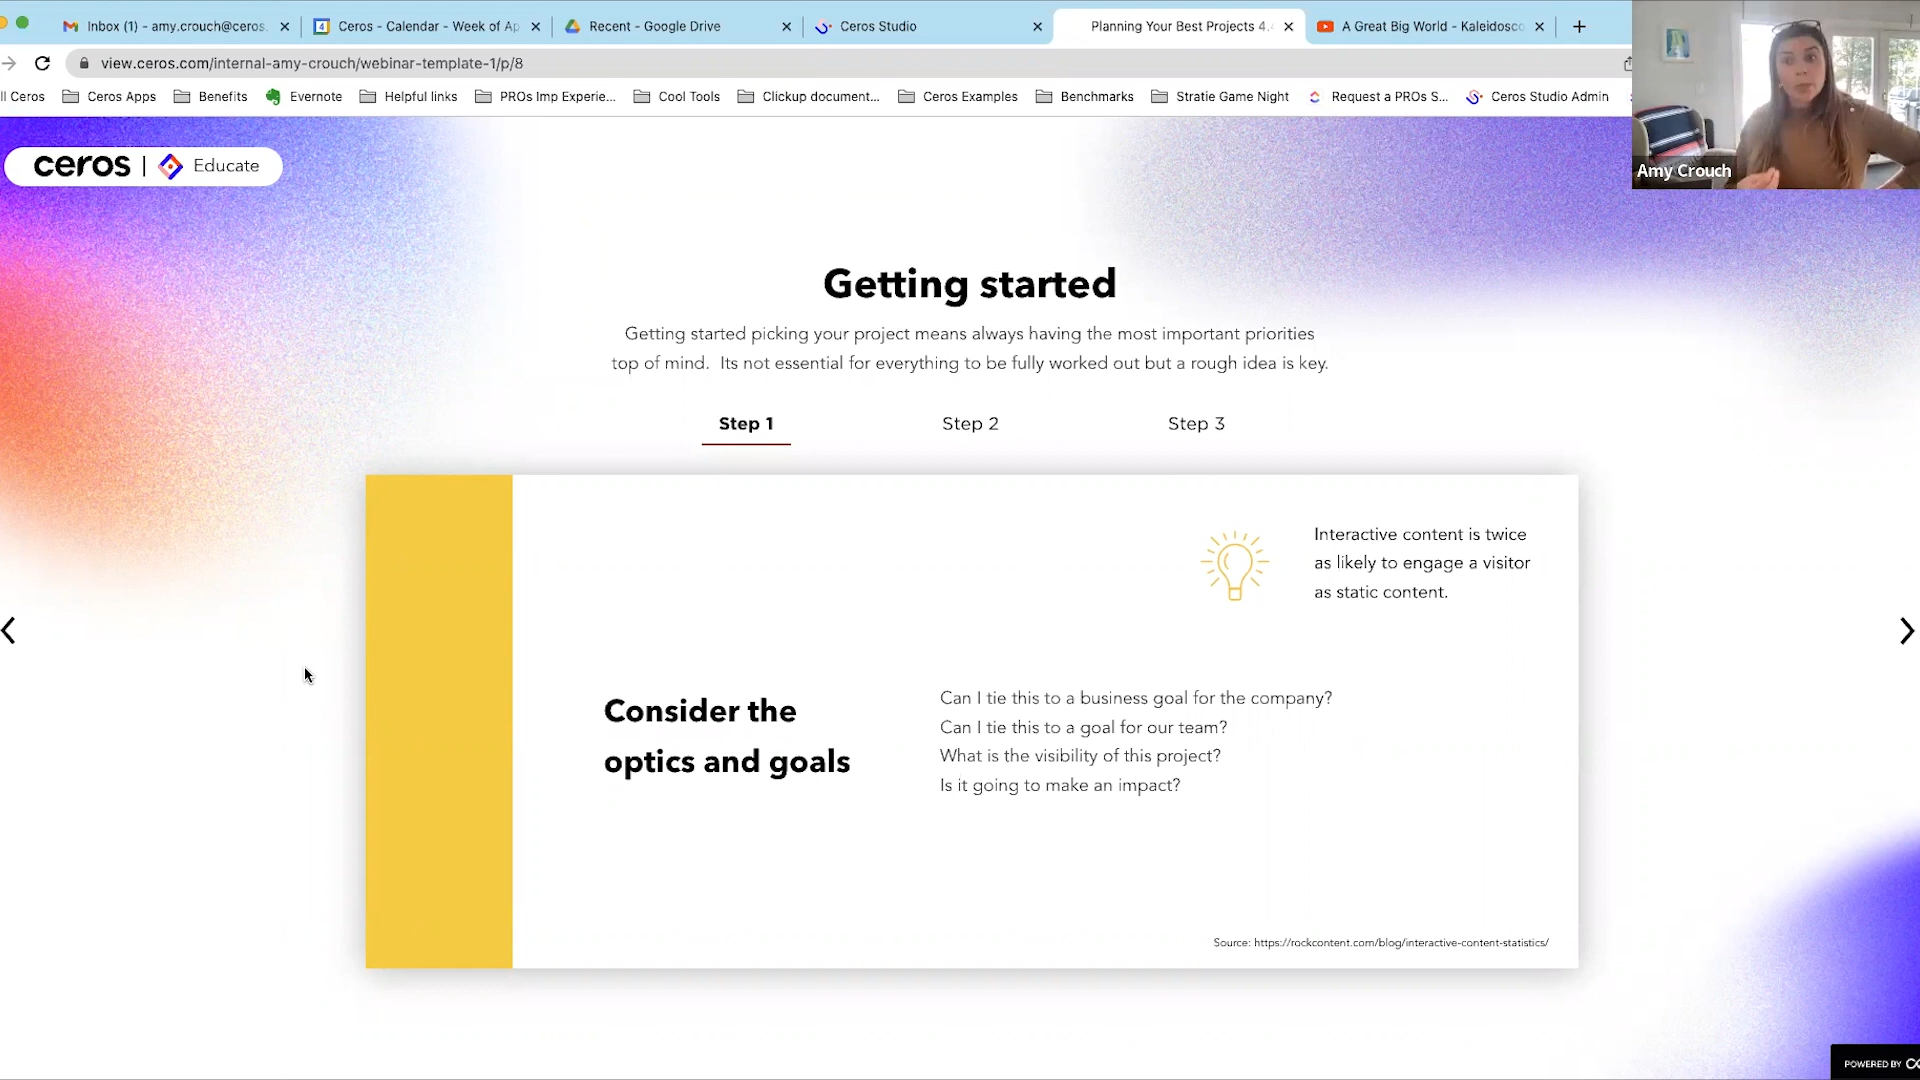 Inbox (1) - amy.crouch@ceros.
Ceros - Calendar - Week of Ap
Recent - Google Drive
Ceros Studio
Planning Your Best Projects 4.
A Great Big World - Kaleidosco
view.ceros.com/internal-amy-crouch/webinar-template-1/p/8
ll Ceros
Ceros Apps
Benefits
Evernote
Helpful links
PROs Imp Experie...
Cool Tools
Clickup document...
Ceros Examples
Benchmarks
Stratie Game Night
Request a PROs S...
Ceros Studio Admin
Amy Crouch
ceros | Educate
Getting started
Getting started picking your project means always having the most important priorities
top of mind. Its not essential for everything to be fully worked out but a rough idea is key.
Step 1
Step 2
Step 3
Interactive content is twice
as likely to engage a visitor
as static content.
Consider the
optics and goals
Can I tie this to a business goal for the company?
Can I tie this to a goal for our team?
What is the visibility of this project?
Is it going to make an impact?
Source: https://rockcontent.com/blog/interactive-content-statistics/
POWERED BY